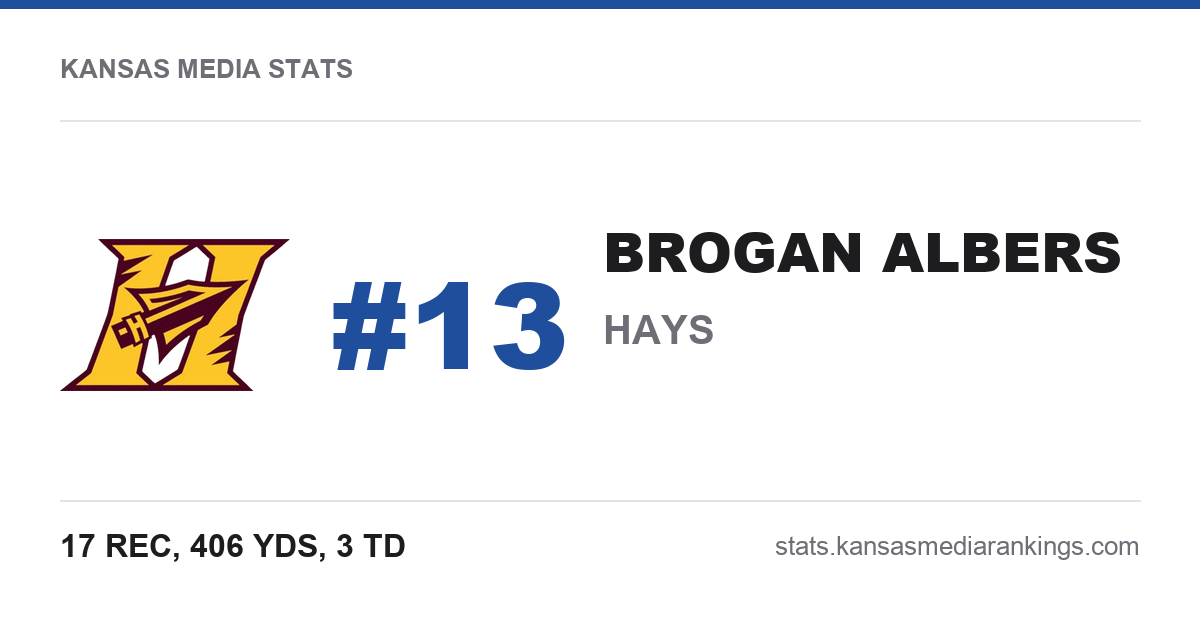 KANSAS MEDIA STATS
H
#13
BROGAN ALBERS
HAYS
17 REC, 406 YDS, 3 TD
stats.kansasmediarankings.com